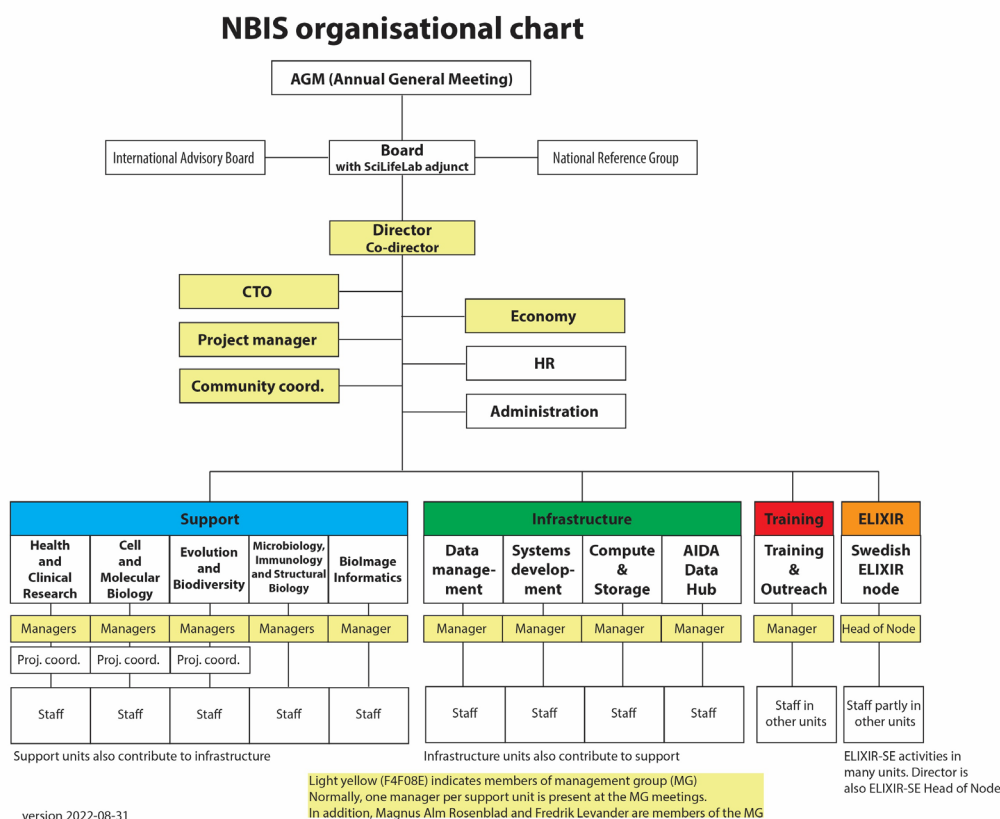 NBIS organisational chart
AGM (Annual General Meeting)
International Advisory Board
Board
with SciLifeLab adjunct
National Reference Group
Director
Co-director
CTO
Economy
Project manager
HR
Community coord.
Administration
Support
Health
and
Clinical
Research
Cell
and
Molecular
Biology
Evolution
and
Biodiversity
Microbiology,
Immunology
and Structural
Biology
BioImage
Informatics
Managers
Managers
Managers
Managers
Manager
Proj. coord.
Proj. coord.
Proj. coord.
Staff
Staff
Staff
Staff
Staff
Support units also contribute to infrastructure
Infrastructure
Data
manage-
ment
Systems
develop-
ment
Compute
&
Storage
AIDA
Data
Hub
Manager
Manager
Manager
Manager
Staff
Staff
Staff
Staff
Infrastructure units also contribute to support
Training
Training
&
Outreach
Manager
Staff in
other units
ELIXIR
Swedish
ELIXIR
node
Head of Node
Staff partly in
other units
ELIXIR-SE activities in
many units. Director is
also ELIXIR-SE Head of Node
Light yellow (F4F08E) indicates members of management group (MG)
Normally, one manager per support unit is present at the MG meetings.
In addition, Magnus Alm Rosenblad and Fredrik Levander are members of the MG
version 2022-08-31